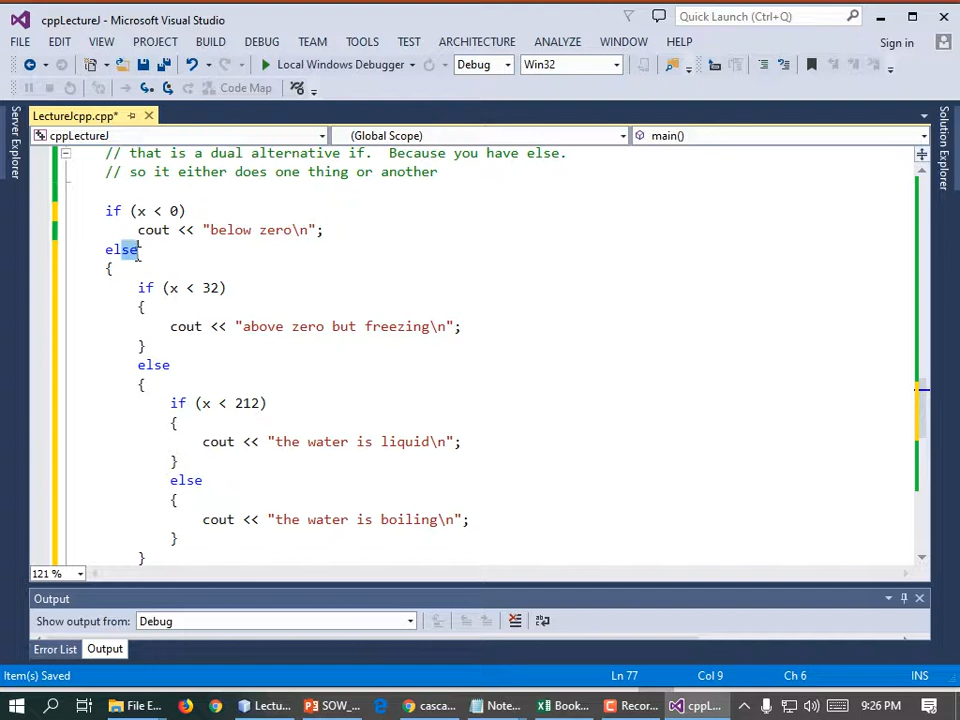 cppLectureJ - Microsoft Visual Studio
Quick Launch (Ctrl+Q)
FILE EDIT VIEW PROJECT BUILD DEBUG TEAM TOOLS TEST ARCHITECTURE ANALYZE WINDOW HELP Sign in
Local Windows Debugger Debug Win32
Code Map
LectureJcpp.cpp*
cppLectureJ (Global Scope) main()
Server Explorer
Solution Explorer
// that is a dual alternative if.  Because you have else.
// so it either does one thing or another
if (x < 0)
cout << "below zero\n";
else
{
if (x < 32)
{
cout << "above zero but freezing\n";
}
else
{
if (x < 212)
{
cout << "the water is liquid\n";
}
else
{
cout << "the water is boiling\n";
}
}
121 %
Output
Show output from: Debug
Error List Output
Item(s) Saved Ln 77 Col 9 Ch 6 INS
File E... Lectu... SOW_... casca... Note... Book... Recor... cppL... 9:26 PM